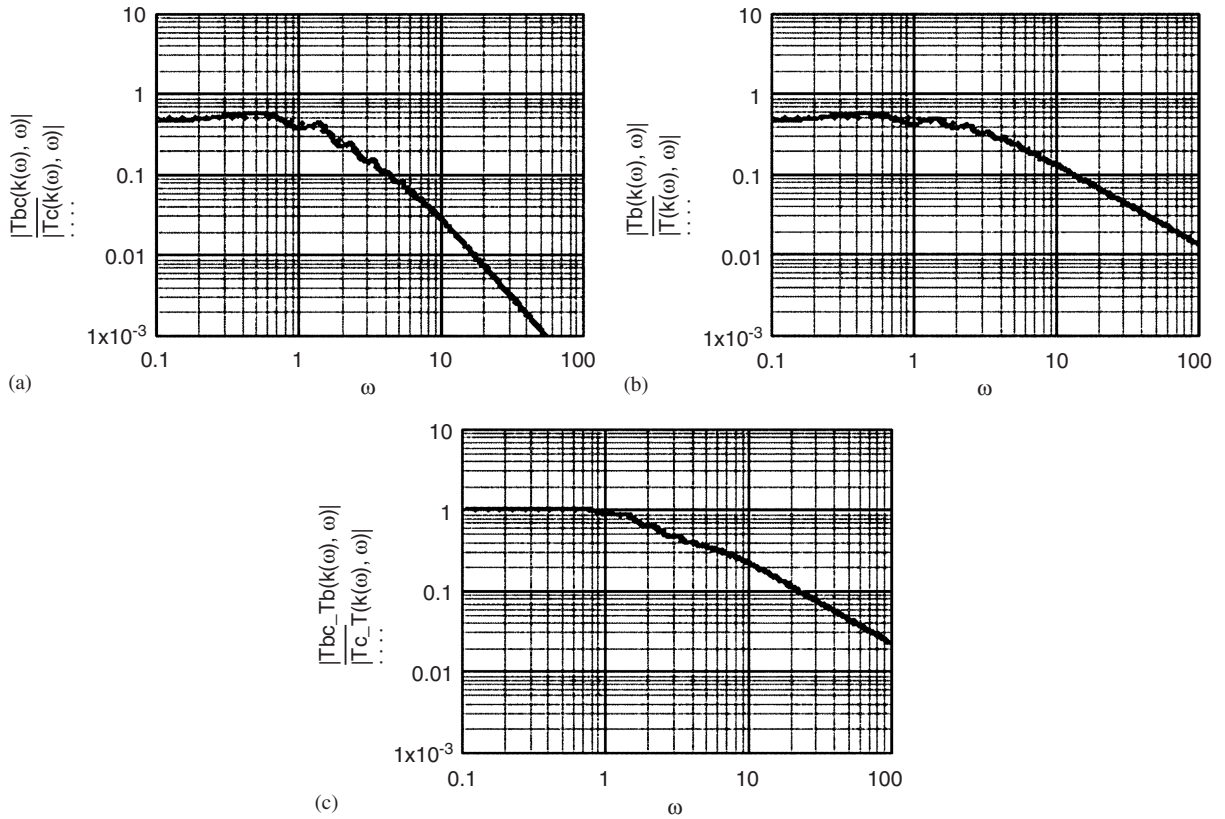 |Tbc(k(ω), ω)|
|Tc(k(ω), ω)|
....
10
1
0.1
0.01
1x10-3
0.1
1
10
100
ω
(a)
|Tb(k(ω), ω)|
|T(k(ω), ω)|
....
10
1
0.1
0.01
1x10-3
0.1
1
10
100
ω
(b)
|Tbc_Tb(k(ω), ω)|
|Tc_T(k(ω), ω)|
....
10
1
0.1
0.01
1x10-3
0.1
1
10
100
ω
(c)